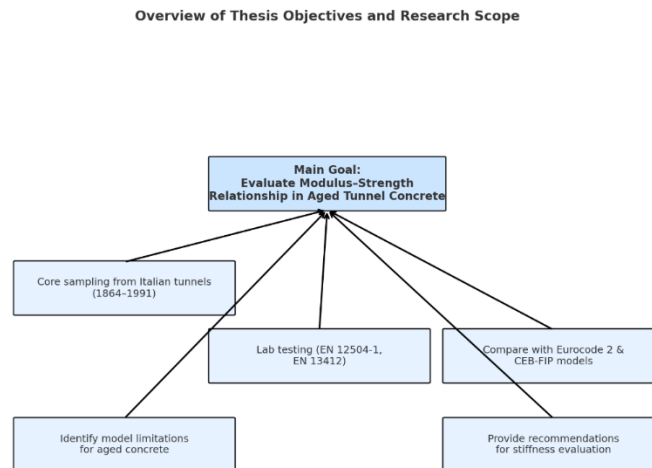 Overview of Thesis Objectives and Research Scope
Main Goal:
Evaluate Modulus–Strength
Relationship in Aged Tunnel Concrete
Core sampling from Italian tunnels
(1864–1991)
Lab testing (EN 12504-1,
EN 13412)
Compare with Eurocode 2 &
CEB-FIP models
Identify model limitations
for aged concrete
Provide recommendations
for stiffness evaluation